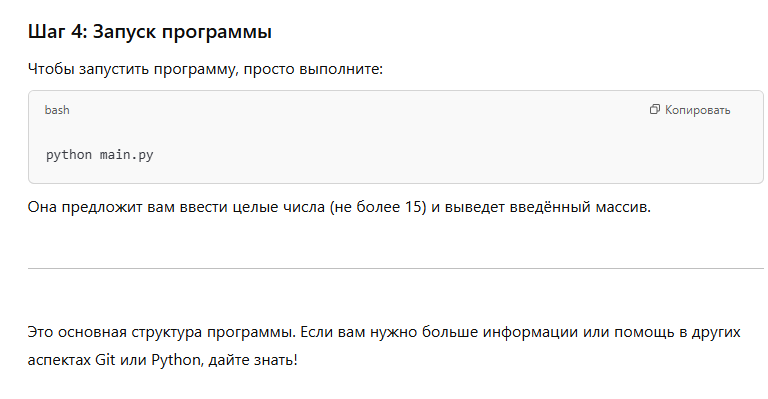 Шаг 4: Запуск программы
Чтобы запустить программу, просто выполните:
bash
Копировать
python main.py
Она предложит вам ввести целые числа (не более 15) и выведет введённый массив.
Это основная структура программы. Если вам нужно больше информации или помощь в других
аспектах Git или Python, дайте знать!